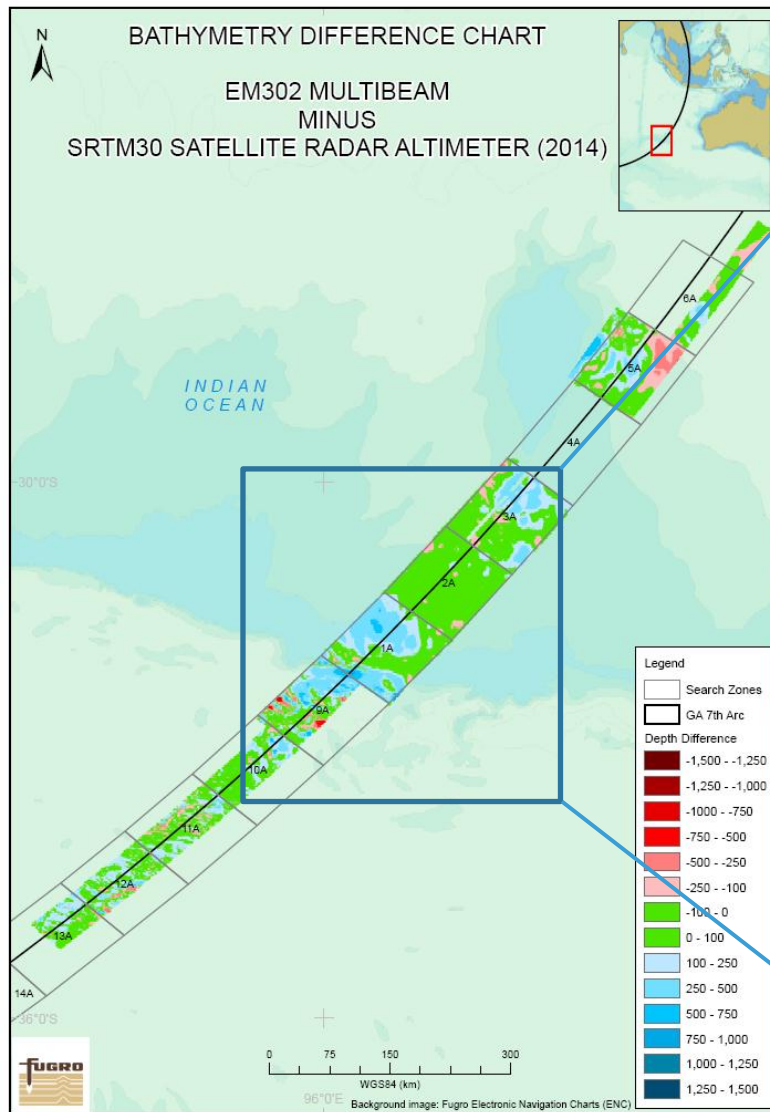 N
BATHYMETRY DIFFERENCE CHART
EM302 MULTIBEAM
MINUS
SRTM30 SATELLITE RADAR ALTIMETER (2014)
6A
5A
INDIAN
OCEAN
4A
30°0'S
3A
2A
1A
9A
10A
11A
12A
13A
14A
36°0'S
96°0'E
FUGRO
0 75 150 300
WGS84 (km)
Background image: Fugro Electronic Navigation Charts (ENC)
Legend
Search Zones
GA 7th Arc
Depth Difference
-1,500 - -1,250
-1,250 - -1,000
-1000 - -750
-750 - -500
-500 - -250
-250 - -100
-100 - 0
0 - 100
100 - 250
250 - 500
500 - 750
750 - 1,000
1,000 - 1,250
1,250 - 1,500